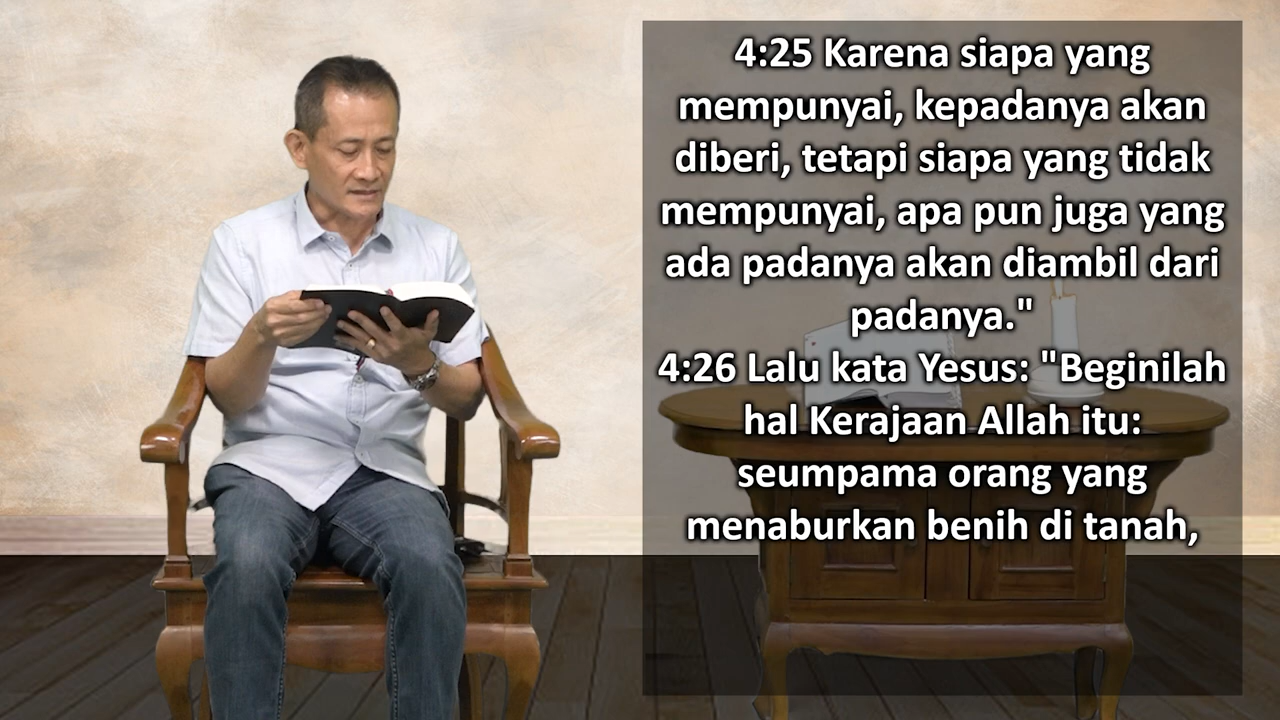 4:25 Karena siapa yang
mempunyai, kepadanya akan
diberi, tetapi siapa yang tidak
mempunyai, apa pun juga yang
ada padanya akan diambil dari
padanya."
4:26 Lalu kata Yesus: "Beginilah
hal Kerajaan Allah itu:
seumpama orang yang
menaburkan benih di tanah,